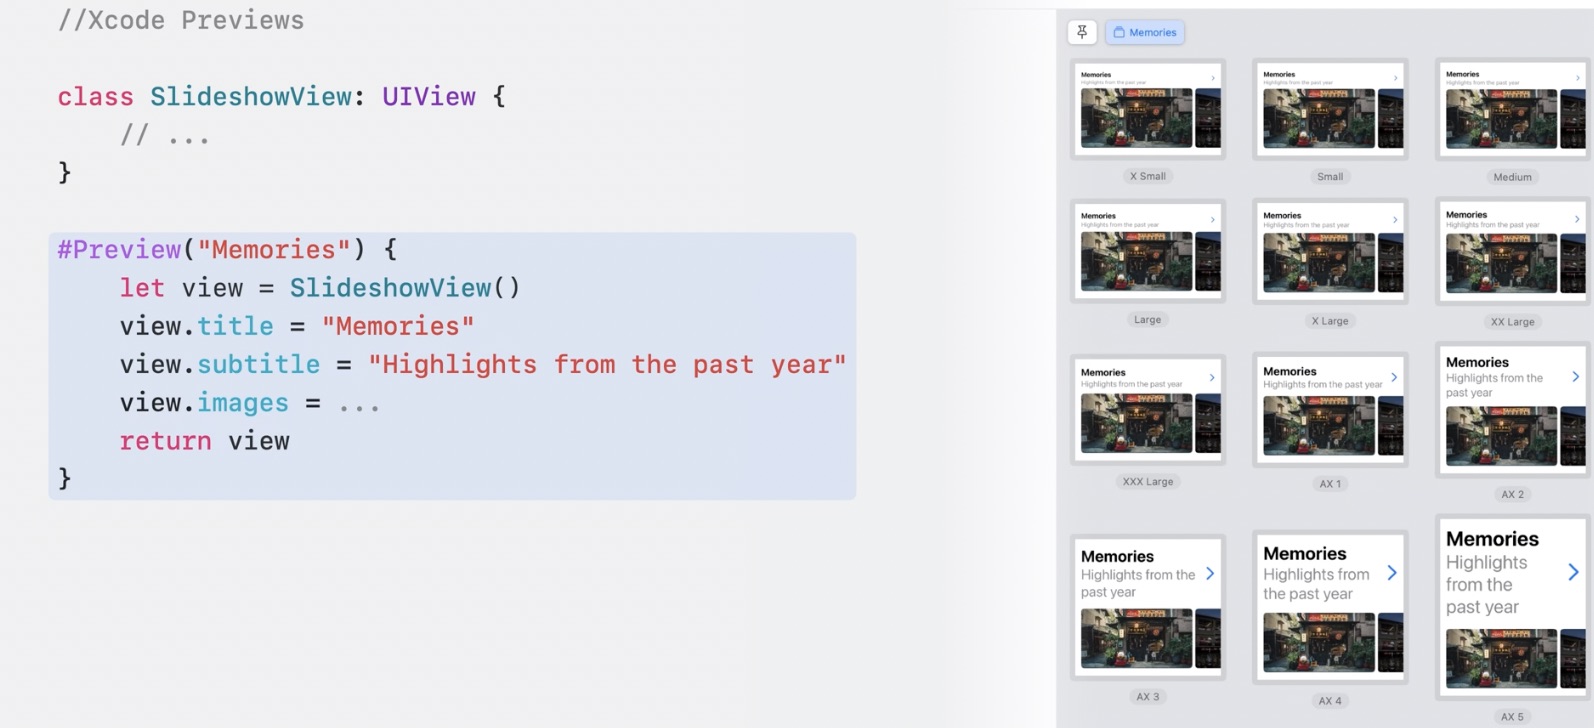 //Xcode Previews
class SlideshowView: UIView {
// ...
}
#Preview("Memories") {
let view = SlideshowView()
view.title = "Memories"
view.subtitle = "Highlights from the past year"
view.images = ...
return view
}
Memories
Memories
Highlights from the past year
X Small
Memories
Highlights from the past year
Small
Memories
Highlights from the past year
Medium
Memories
Highlights from the past year
Large
Memories
Highlights from the past year
X Large
Memories
Highlights from the past year
XX Large
Memories
Highlights from the past year
XXX Large
Memories
Highlights from the past year
AX 1
Memories
Highlights from the
past year
AX 2
Memories
Highlights from the
past year
AX 3
Memories
Highlights from
the past year
AX 4
Memories
Highlights
from the
past year
AX 5